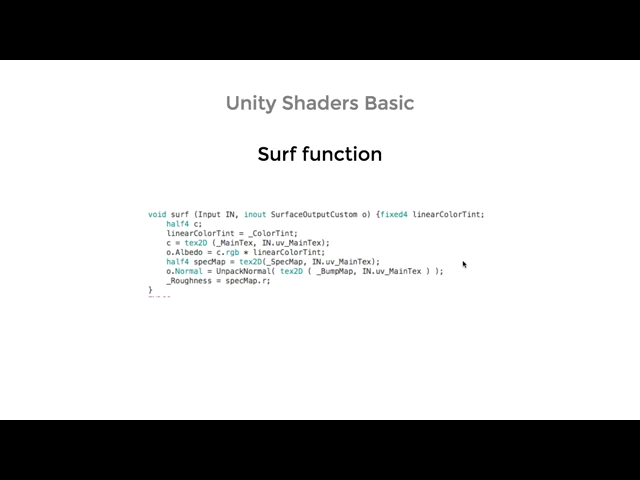 Unity Shaders Basic
Surf function
void surf (Input IN, inout SurfaceOutputCustom o) {fixed4 linearColorTint;
half4 c;
linearColorTint = _ColorTint;
c = tex2D (_MainTex, IN.uv_MainTex);
o.Albedo = c.rgb * linearColorTint;
half4 specMap = tex2D(_SpecMap, IN.uv_MainTex);
o.Normal = UnpackNormal( tex2D ( _BumpMap, IN.uv_MainTex ) );
_Roughness = specMap.r;
}